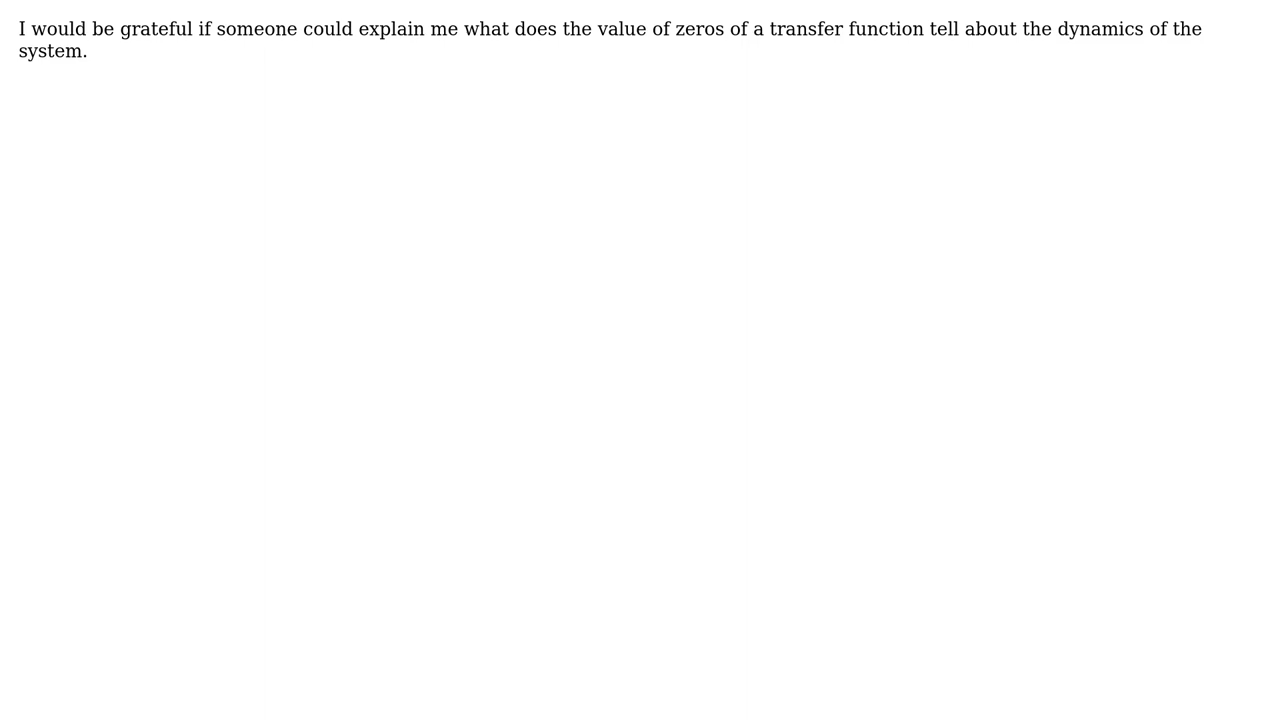 I would be grateful if someone could explain me what does the value of zeros of a transfer function tell about the dynamics of the
system.